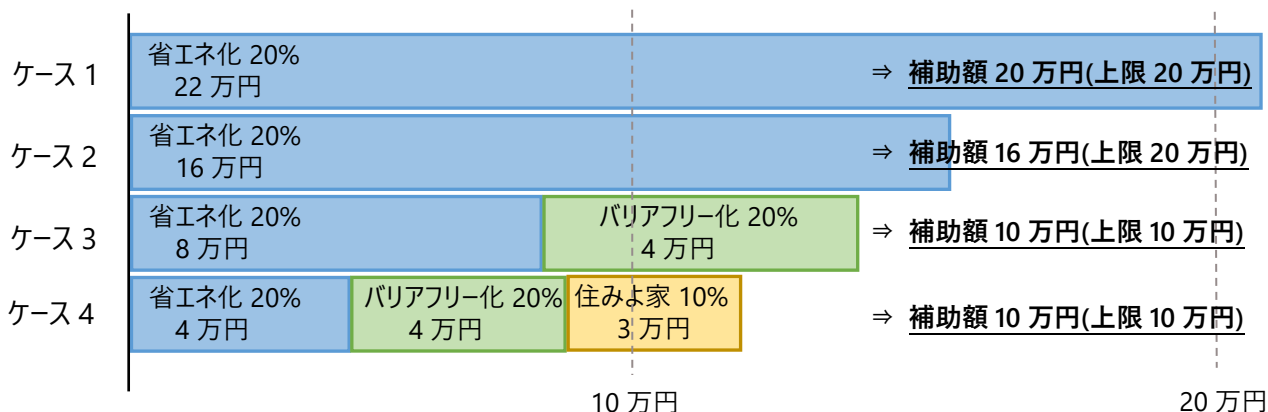 ケース 1
省エネ化 20%
22 万円
⇒ 補助額 20 万円(上限 20 万円)
ケース 2
省エネ化 20%
16 万円
⇒ 補助額 16 万円(上限 20 万円)
ケース 3
省エネ化 20%
8 万円
バリアフリー化 20%
4 万円
⇒ 補助額 10 万円(上限 10 万円)
ケース 4
省エネ化 20%
4 万円
バリアフリー化 20%
4 万円
住みよ家 10%
3 万円
⇒ 補助額 10 万円(上限 10 万円)
10 万円
20 万円